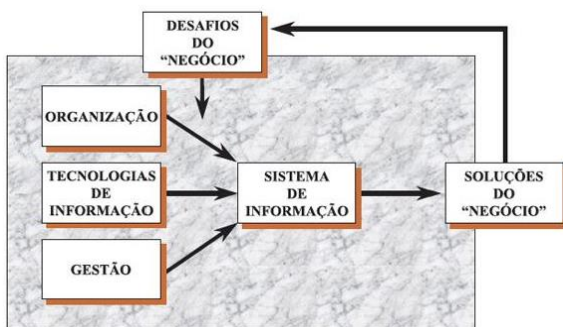 DESAFIOS
DO
“NEGÓCIO”
ORGANIZAÇÃO
TECNOLOGIAS
DE
INFORMAÇÃO
SISTEMA
DE
INFORMAÇÃO
SOLUÇÕES
DO
“NEGÓCIO”
GESTÃO